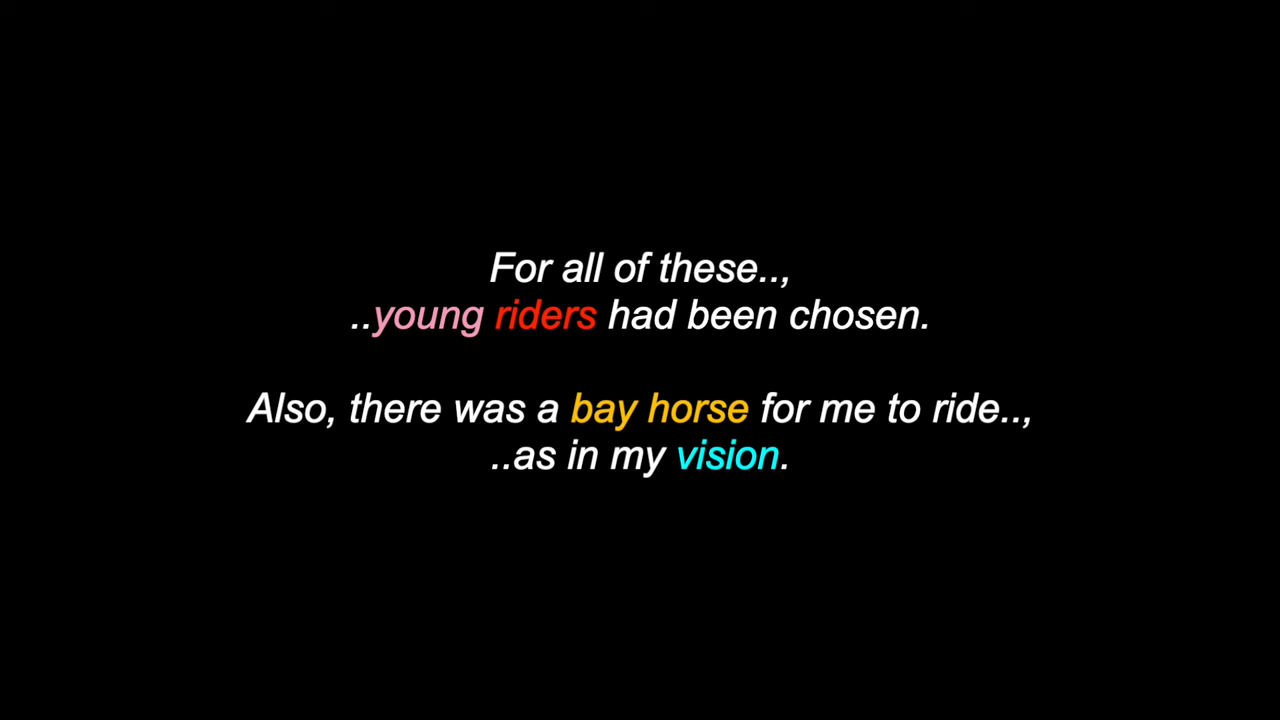 For all of these..,
..young riders had been chosen.
Also, there was a bay horse for me to ride..,
..as in my vision.